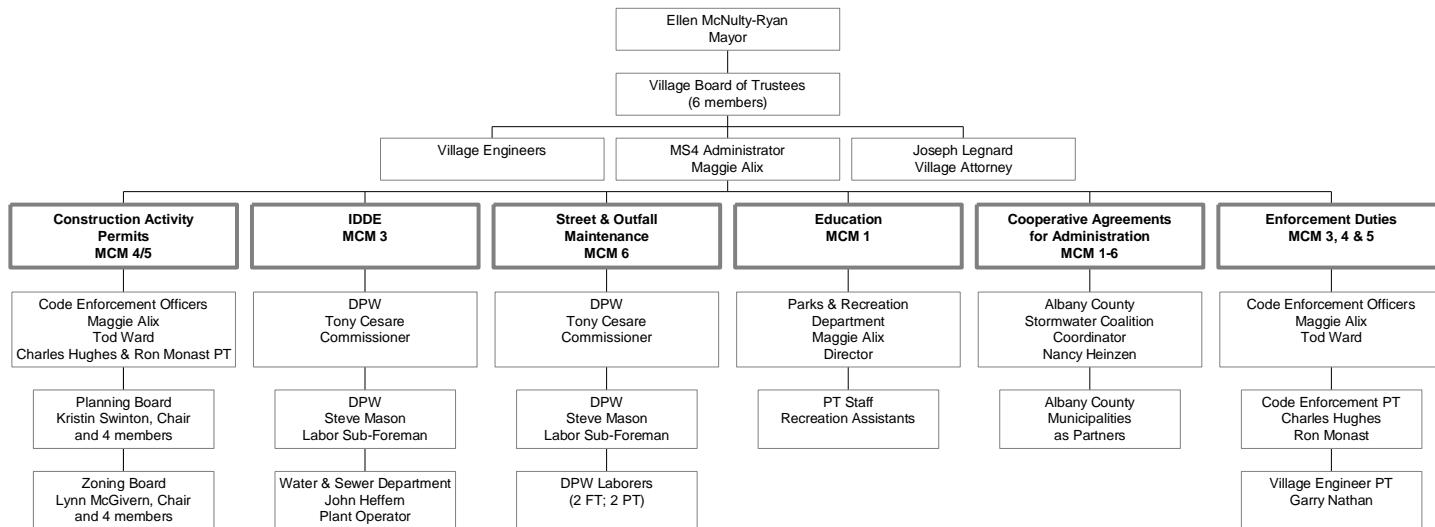 Ellen McNulty-Ryan
Mayor
Village Board of Trustees
(6 members)
Village Engineers
MS4 Administrator
Maggie Alix
Joseph Legnard
Village Attorney
Construction Activity
Permits
MCM 4/5
IDDE
MCM 3
Street & Outfall
Maintenance
MCM 6
Education
MCM 1
Cooperative Agreements
for Administration
MCM 1-6
Enforcement Duties
MCM 3, 4 & 5
Code Enforcement Officers
Maggie Alix
Tod Ward
Charles Hughes & Ron Monast PT
DPW
Tony Cesare
Commissioner
DPW
Tony Cesare
Commissioner
Parks & Recreation
Department
Maggie Alix
Director
Albany County
Stormwater Coalition
Coordinator
Nancy Heinzen
Code Enforcement Officers
Maggie Alix
Tod Ward
Planning Board
Kristin Swinton, Chair
and 4 members
DPW
Steve Mason
Labor Sub-Foreman
DPW
Steve Mason
Labor Sub-Foreman
PT Staff
Recreation Assistants
Albany County
Municipalities
as Partners
Code Enforcement PT
Charles Hughes
Ron Monast
Zoning Board
Lynn McGivern, Chair
and 4 members
Water & Sewer Department
John Heffern
Plant Operator
DPW Laborers
(2 FT; 2 PT)
Village Engineer PT
Garry Nathan